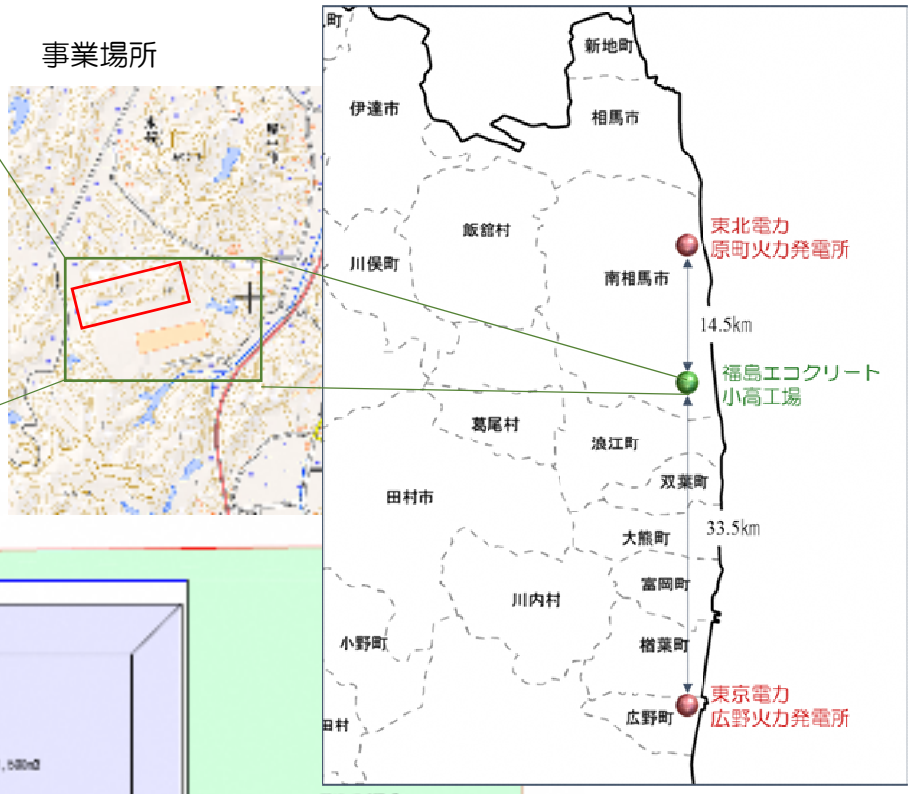 事業場所
町
新地町
伊達市
相馬市
飯舘村
川俣町
南相馬市
東北電力
原町火力発電所
14.5km
福島エコクリート
小高工場
葛尾村
浪江町
双葉町
田村市
大熊町
33.5km
富岡町
川内村
小野町
楢葉町
田村
広野町
東京電力
広野火力発電所